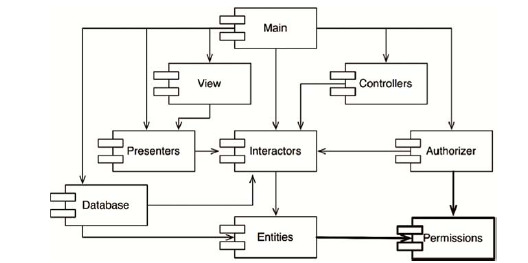 Main
View
Controllers
Presenters
Interactors
Authorizer
Database
Entities
Permissions